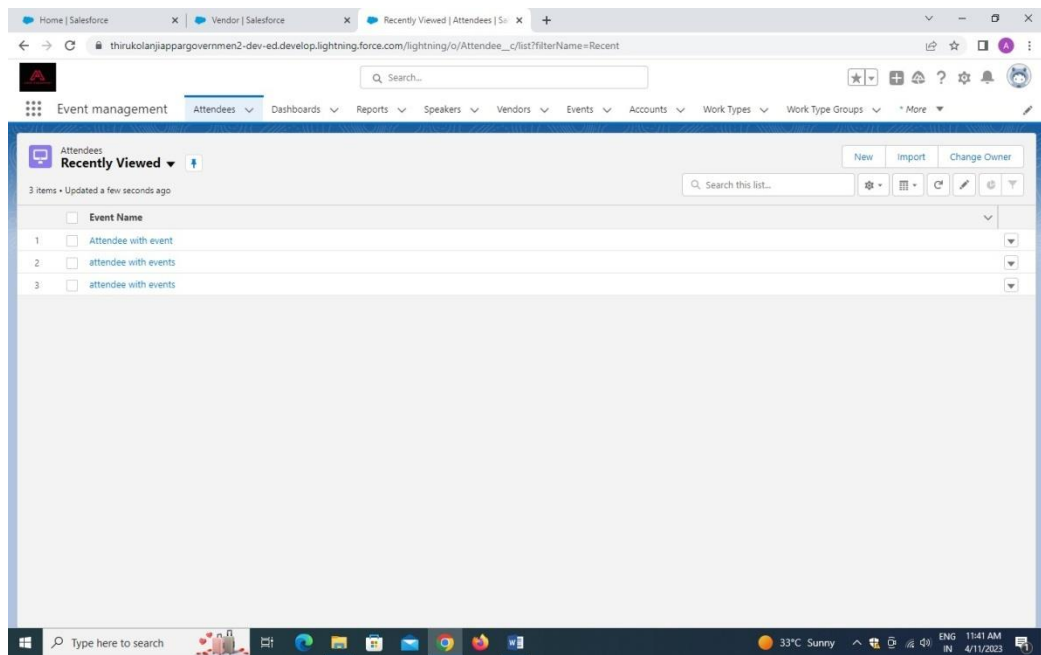 Home | Salesforce
Vendor | Salesforce
Recently Viewed | Attendees | Sa
thirukolanjiappargovernmen2-dev-ed.develop.lightning.force.com/lightning/o/Attendee__c/list?filterName=Recent
A
Search...
Event management
Attendees
Dashboards
Reports
Speakers
Vendors
Events
Accounts
Work Types
Work Type Groups
* More
Attendees
Recently Viewed
New
Import
Change Owner
3 items • Updated a few seconds ago
Search this list...
Event Name
1 Attendee with event
2 attendee with events
3 attendee with events
Type here to search
33°C Sunny
ENG 11:41 AM
IN 4/11/2023